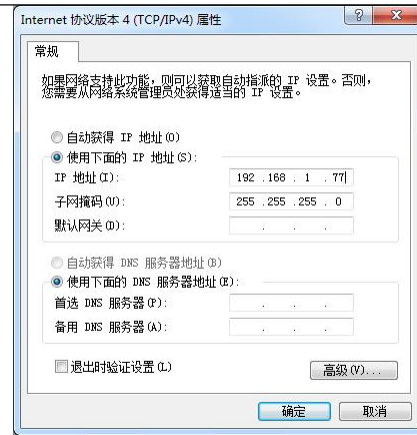 Internet 协议版本 4 (TCP/IPv4) 属性
常规
如果网络支持此功能，则可以获取自动指派的 IP 设置。否则，
您需要从网络系统管理员处获得适当的 IP 设置。
自动获得 IP 地址(O)
使用下面的 IP 地址(S):
IP 地址(I): 192 .168 . 1 . 77
子网掩码(U): 255 .255 .255 . 0
默认网关(D): . . .
自动获得 DNS 服务器地址(B)
使用下面的 DNS 服务器地址(E):
首选 DNS 服务器(P): . . .
备用 DNS 服务器(A): . . .
退出时验证设置(L)
高级(V)...
确定 取消